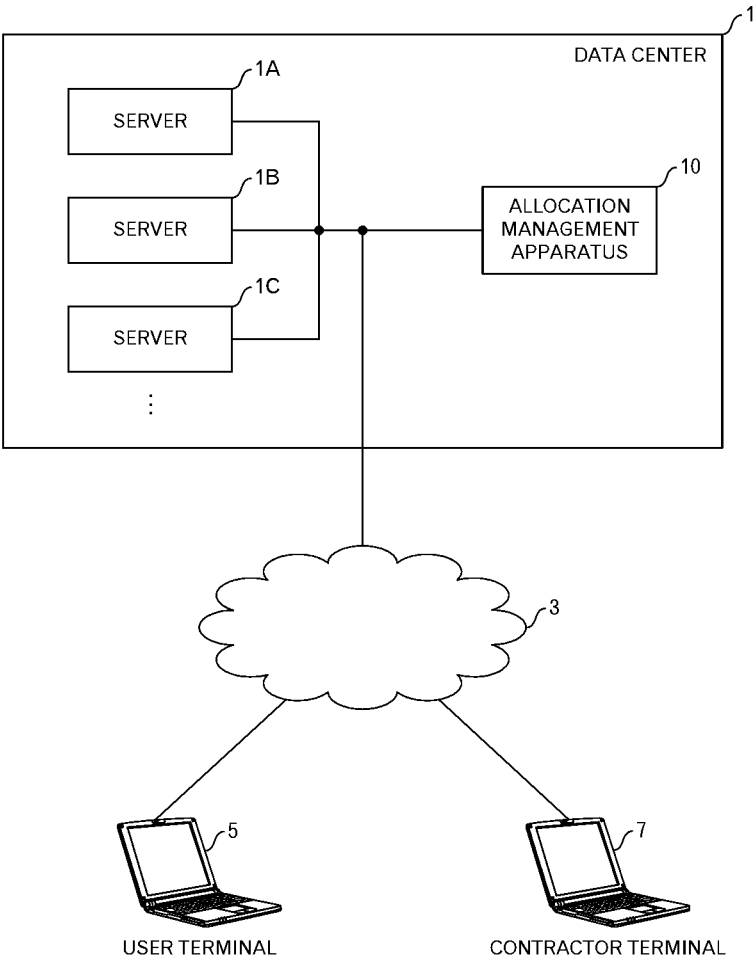 1
DATA CENTER
1A
SERVER
10
1B
ALLOCATION
MANAGEMENT
APPARATUS
SERVER
1C
SERVER
3
5
7
USER TERMINAL
CONTRACTOR TERMINAL